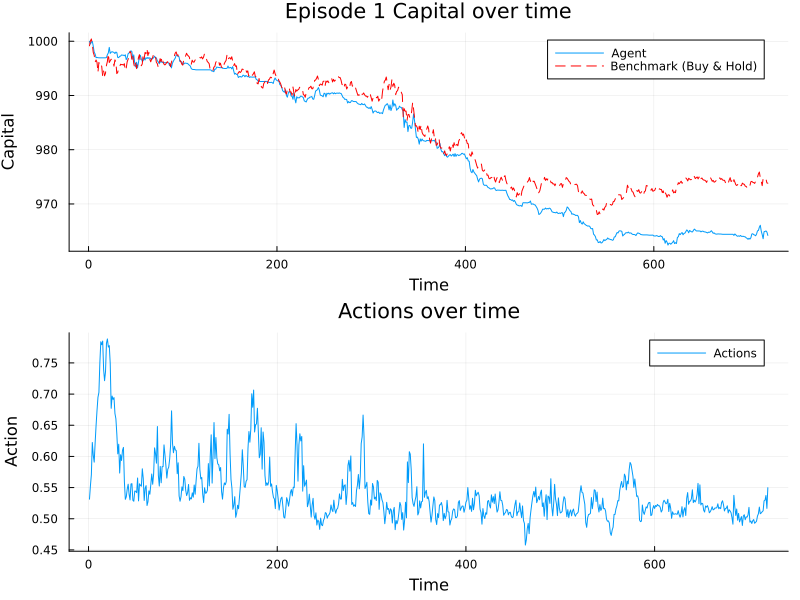 Episode 1 Capital over time
1000
990
980
970
Capital
Agent
Benchmark (Buy & Hold)
0
200
400
600
Time
Actions over time
0.75
0.70
0.65
0.60
0.55
0.50
0.45
Action
Actions
0
200
400
600
Time